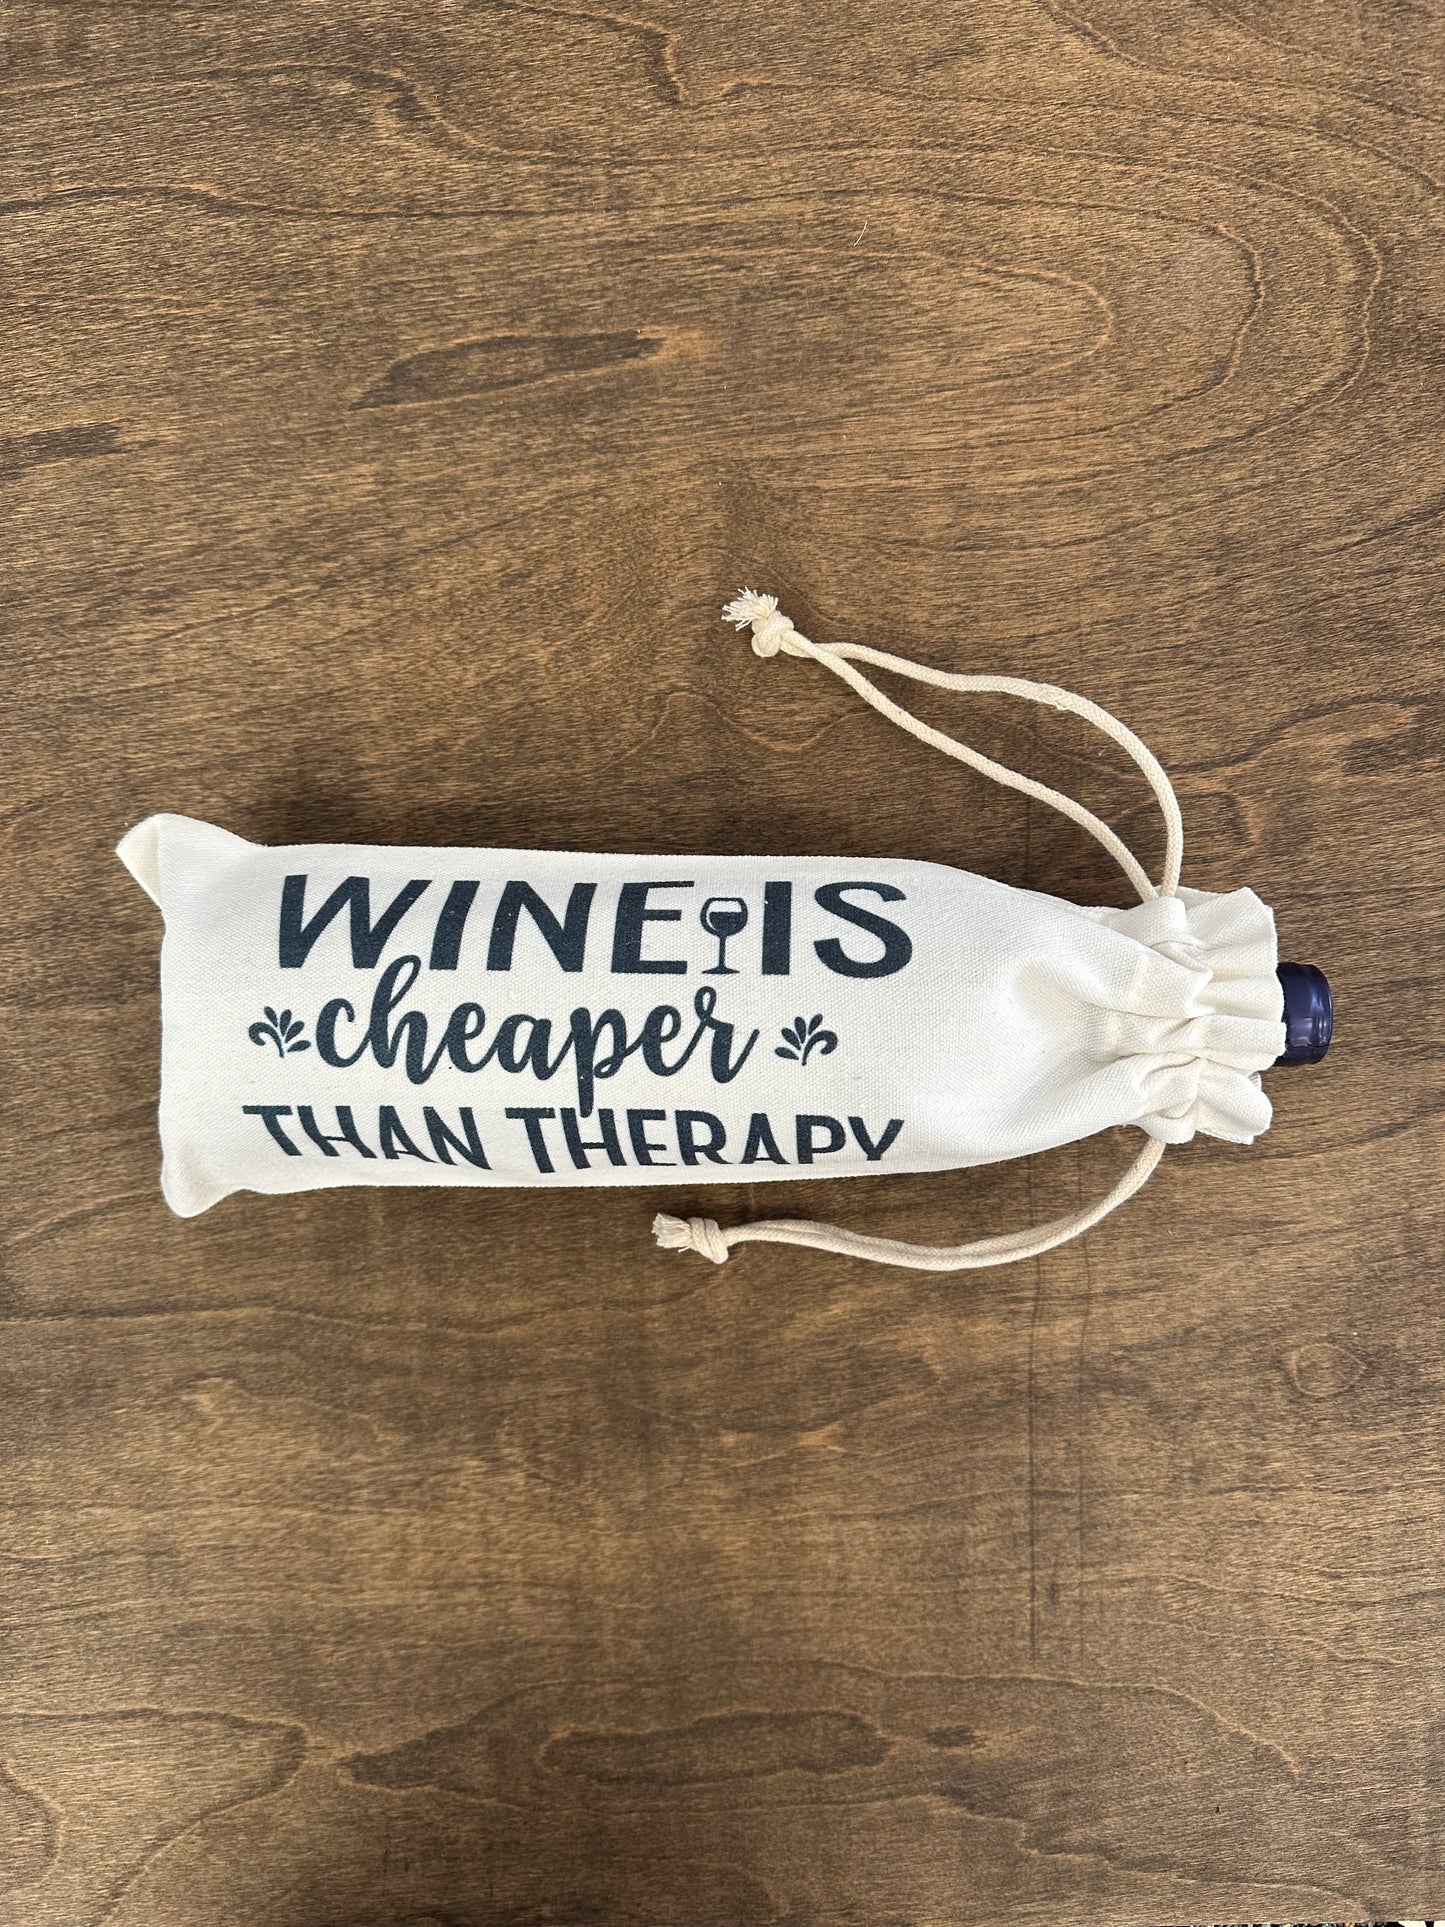 WINE IS
cheaper
THAN THERAPY